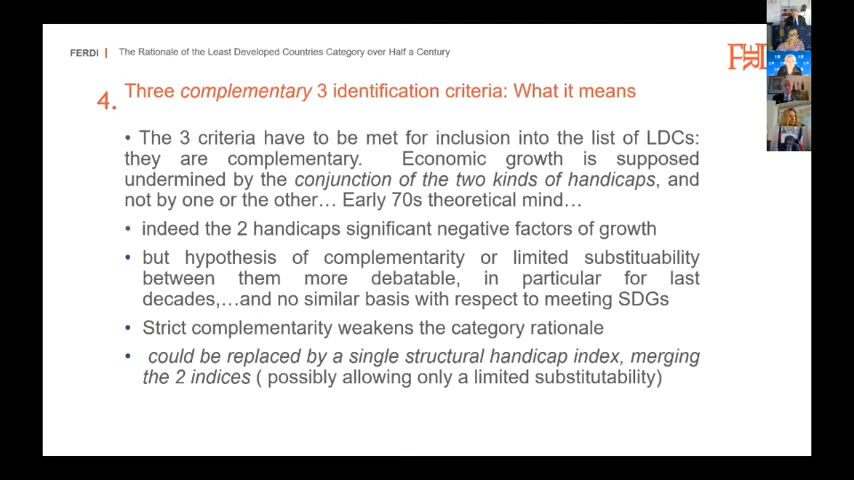 FERDI | The Rationale of the Least Developed Countries Category over Half a Century
FERDI
4. Three complementary 3 identification criteria: What it means
• The 3 criteria have to be met for inclusion into the list of LDCs:
they are complementary. Economic growth is supposed
undermined by the conjunction of the two kinds of handicaps, and
not by one or the other… Early 70s theoretical mind…
• indeed the 2 handicaps significant negative factors of growth
• but hypothesis of complementarity or limited substituability
between them more debatable, in particular for last
decades,…and no similar basis with respect to meeting SDGs
• Strict complementarity weakens the category rationale
• could be replaced by a single structural handicap index, merging
the 2 indices ( possibly allowing only a limited substitutability)